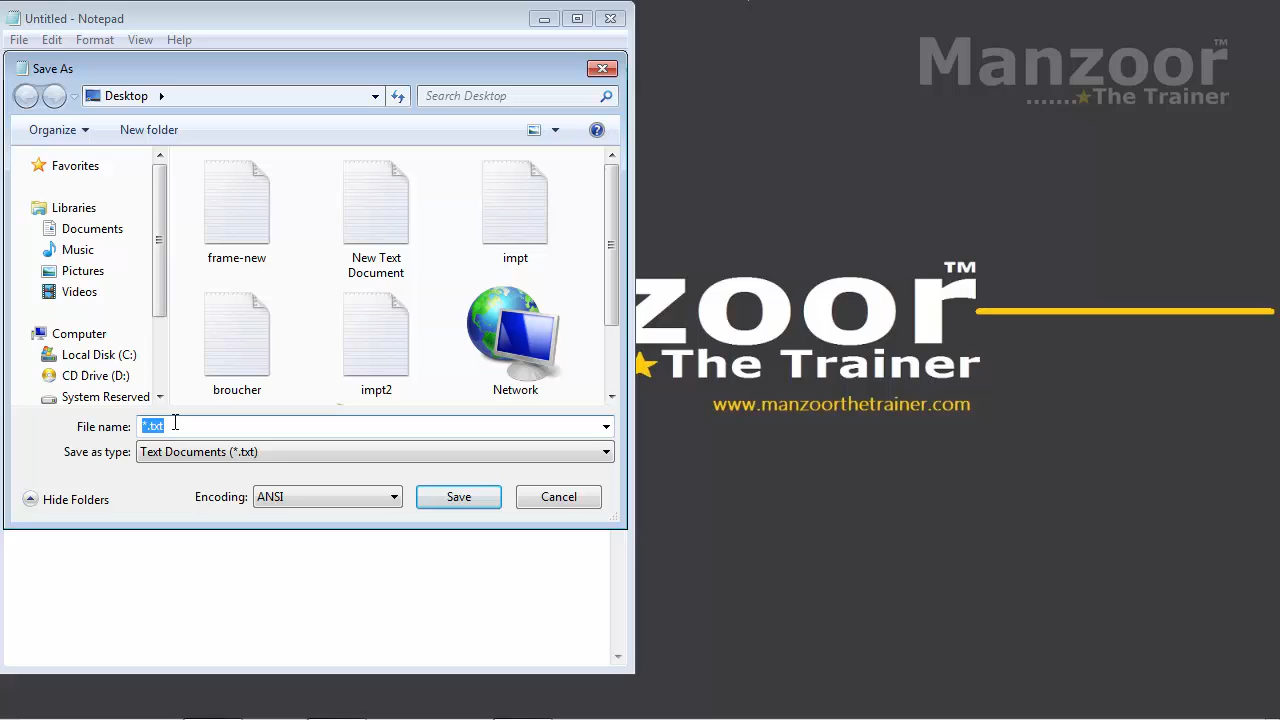 Untitled - Notepad
File Edit Format View Help
Save As
Desktop
Search Desktop
Organize New folder
Favorites
Libraries
Documents
Music
Pictures
Videos
Computer
Local Disk (C:)
CD Drive (D:)
System Reserved
frame-new
New Text Document
impt
broucher
impt2
Network
File name: *.txt
Save as type: Text Documents (*.txt)
Hide Folders
Encoding: ANSI
Save
Cancel
Manzoor™
.......★The Trainer
zoor™
★The Trainer
www.manzoorthetrainer.com